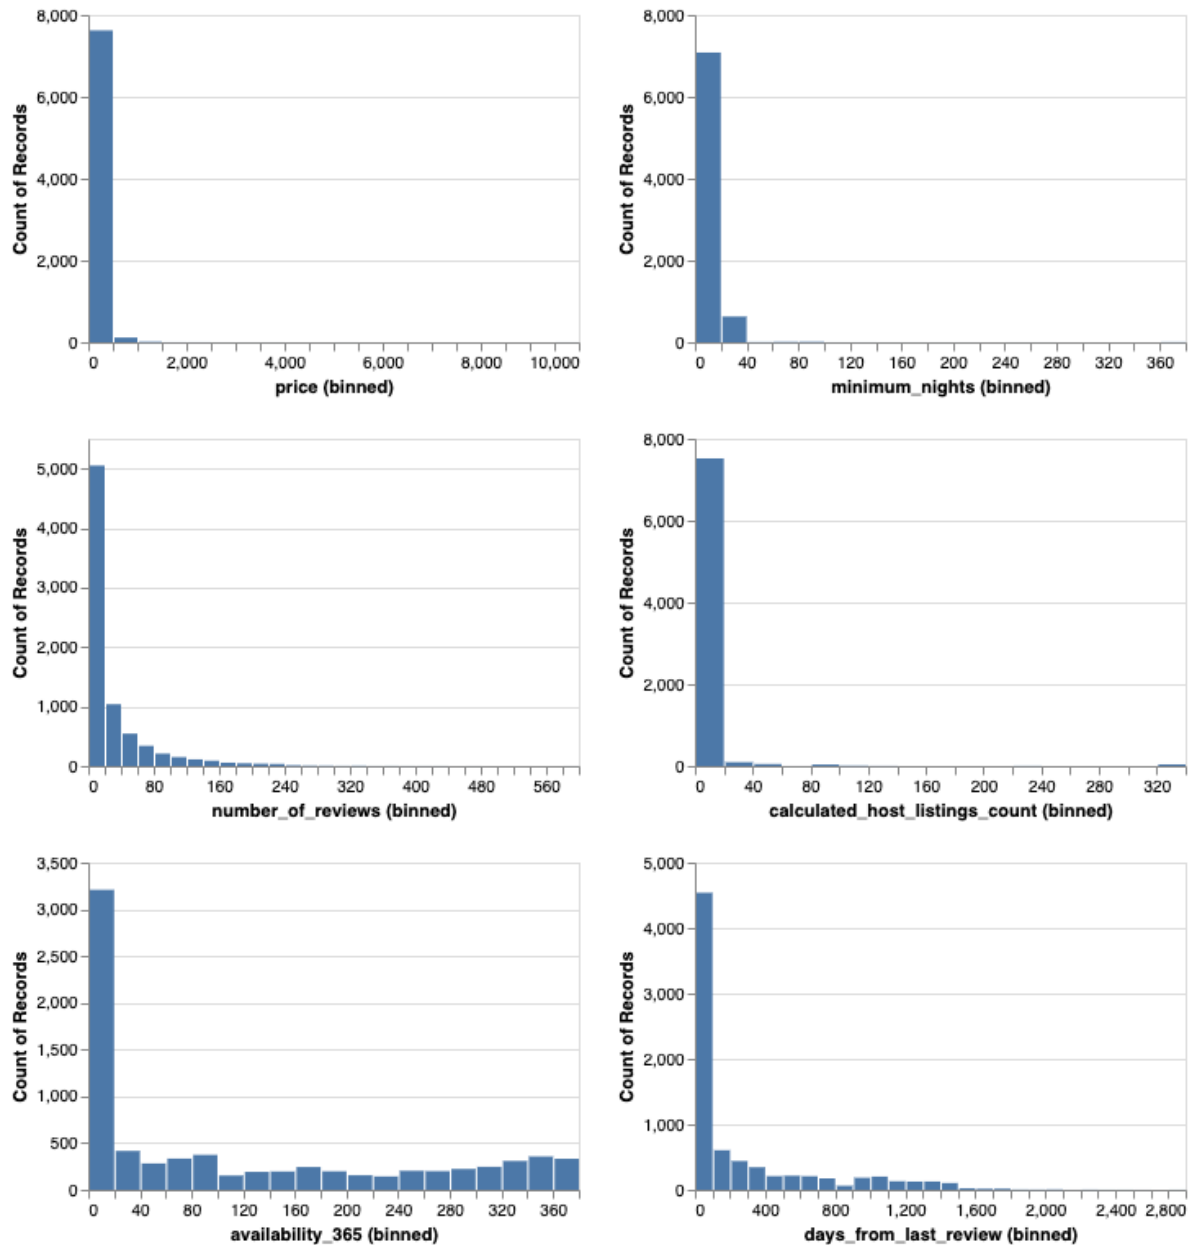 8,000
6,000
4,000
2,000
0
Count of Records
0 2,000 4,000 6,000 8,000 10,000
price (binned)
8,000
6,000
4,000
2,000
0
Count of Records
0 40 80 120 160 200 240 280 320 360
minimum_nights (binned)
5,000
4,000
3,000
2,000
1,000
0
Count of Records
0 80 160 240 320 400 480 560
number_of_reviews (binned)
8,000
6,000
4,000
2,000
0
Count of Records
0 40 80 120 160 200 240 280 320
calculated_host_listings_count (binned)
3,500
3,000
2,500
2,000
1,500
1,000
500
0
Count of Records
0 40 80 120 160 200 240 280 320 360
availability_365 (binned)
5,000
4,000
3,000
2,000
1,000
0
Count of Records
0 400 800 1,200 1,600 2,000 2,400 2,800
days_from_last_review (binned)